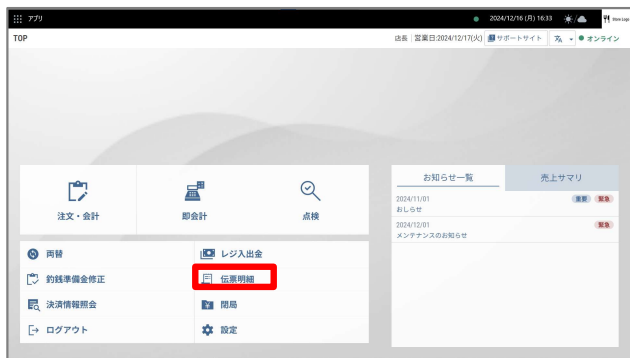 アプリ
2024/12/16 (月) 16:33
Store Logo
TOP
店長 営業日:2024/12/17(火) サポートサイト オンライン
お知らせ一覧 売上サマリ
2024/11/01 重要 緊急
おしらせ
2024/12/01 緊急
メンテナンスのお知らせ
注文・会計 即会計 点検
両替 レジ入出金
釣銭準備金修正 伝票明細
決済情報照会 閉局
ログアウト 設定